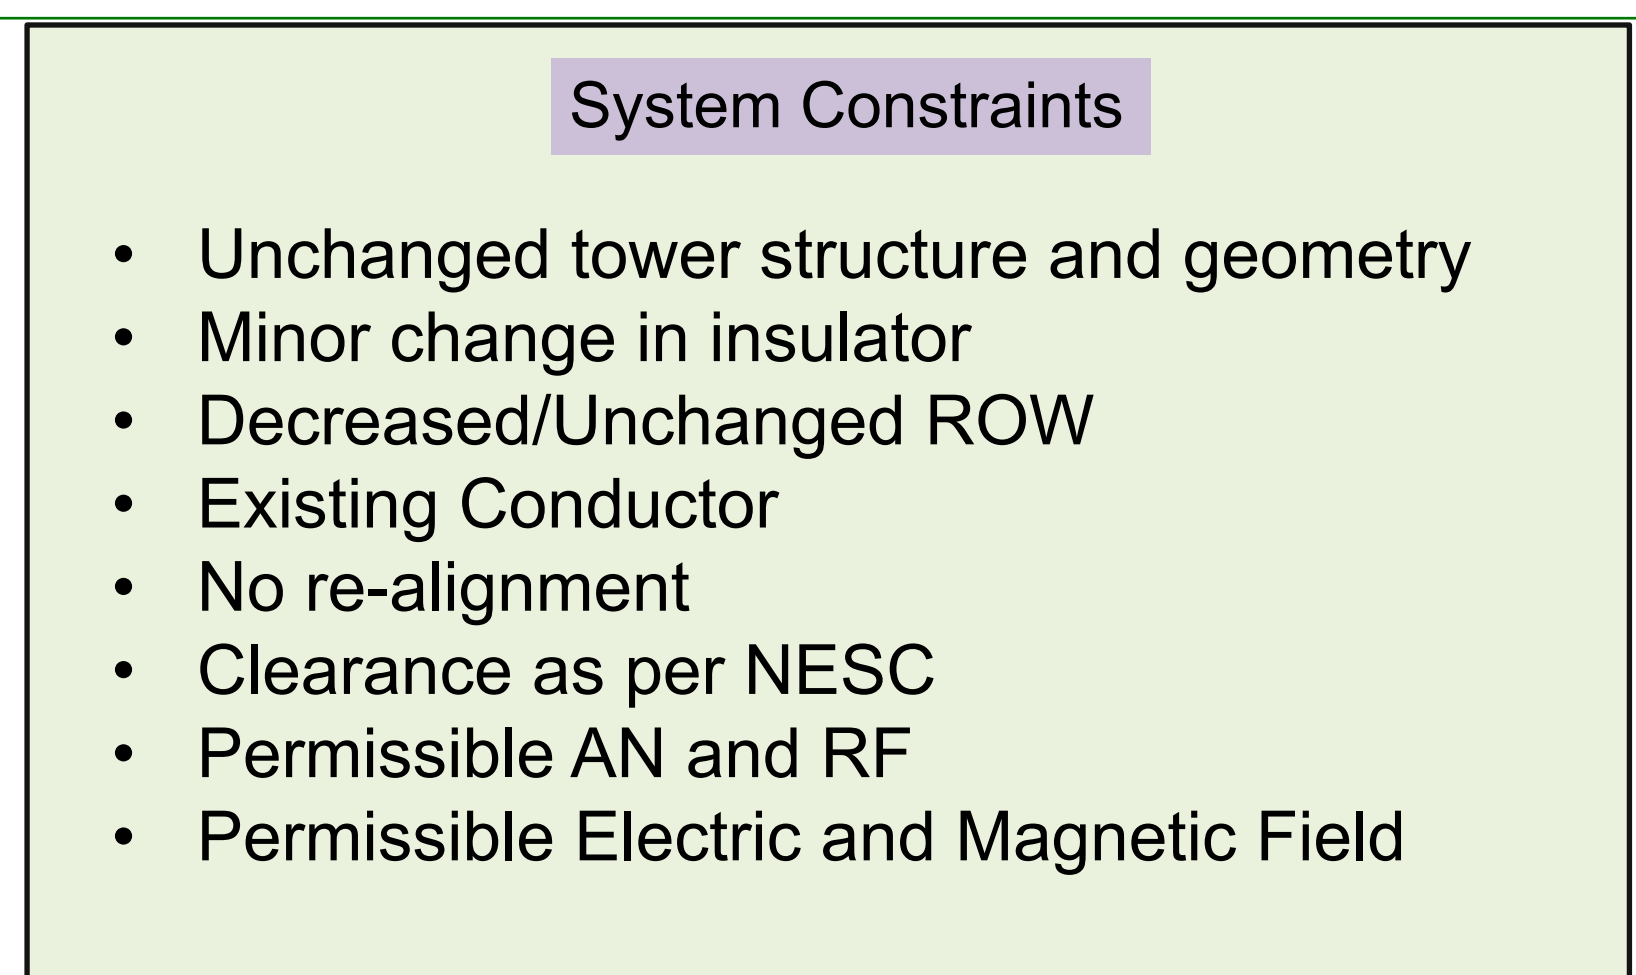 System Constraints
• Unchanged tower structure and geometry
• Minor change in insulator
• Decreased/Unchanged ROW
• Existing Conductor
• No re-alignment
• Clearance as per NESC
• Permissible AN and RF
• Permissible Electric and Magnetic Field